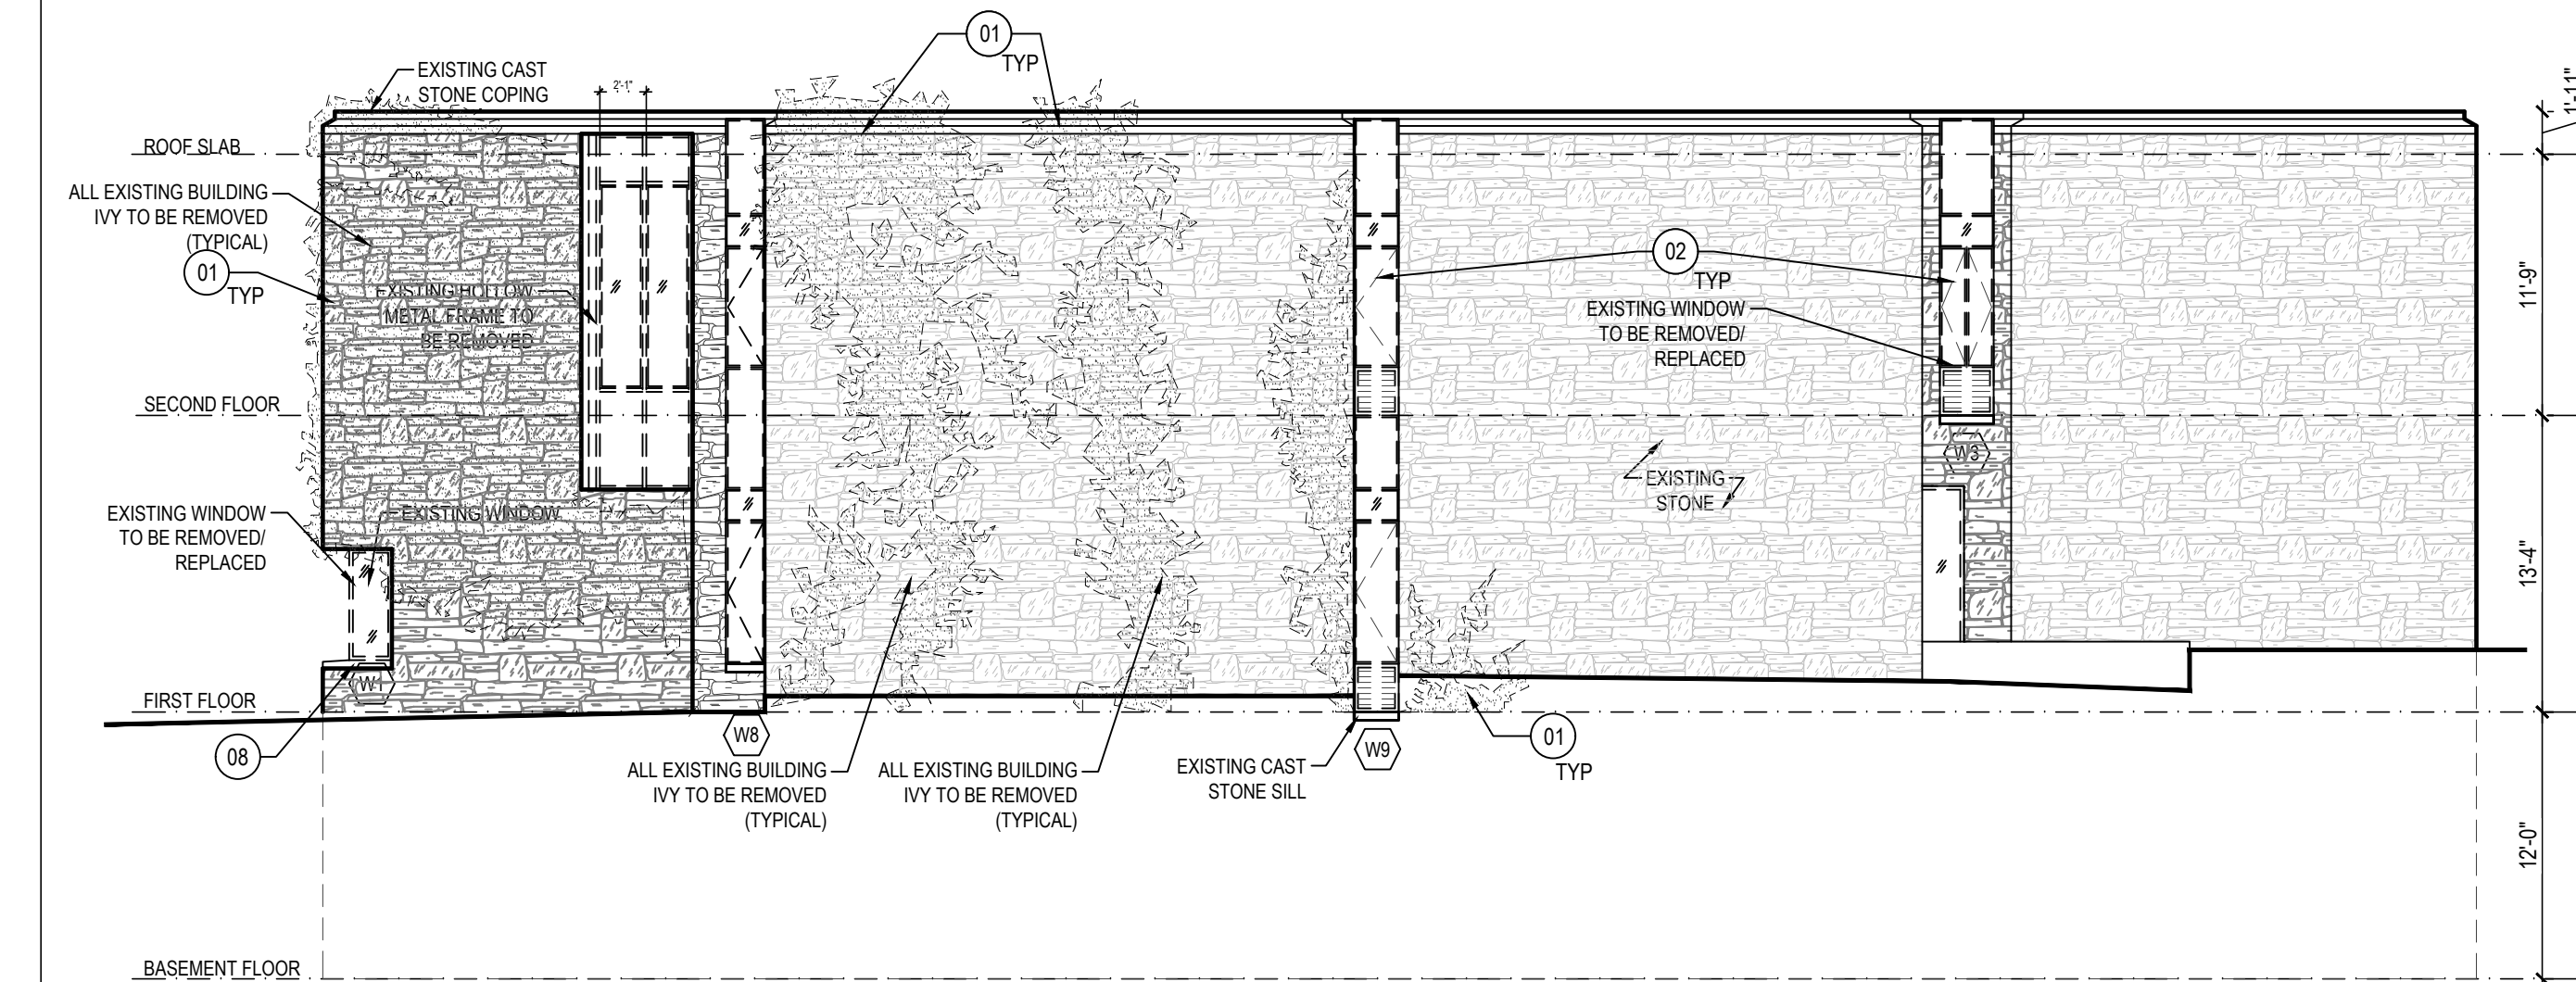 01
TYP
EXISTING CAST
STONE COPING
2'-1"
1'-11"
ROOF SLAB
ALL EXISTING BUILDING
IVY TO BE REMOVED
(TYPICAL)
01
TYP
EXISTING HOLLOW
METAL FRAME TO
BE REMOVED
02
TYP
EXISTING WINDOW
TO BE REMOVED/
REPLACED
11'-9"
SECOND FLOOR
W3
EXISTING
STONE
EXISTING WINDOW
TO BE REMOVED/
REPLACED
EXISTING WINDOW
13'-4"
W1
FIRST FLOOR
08
W8
W9
01
TYP
ALL EXISTING BUILDING
IVY TO BE REMOVED
(TYPICAL)
ALL EXISTING BUILDING
IVY TO BE REMOVED
(TYPICAL)
EXISTING CAST
STONE SILL
12'-0"
BASEMENT FLOOR